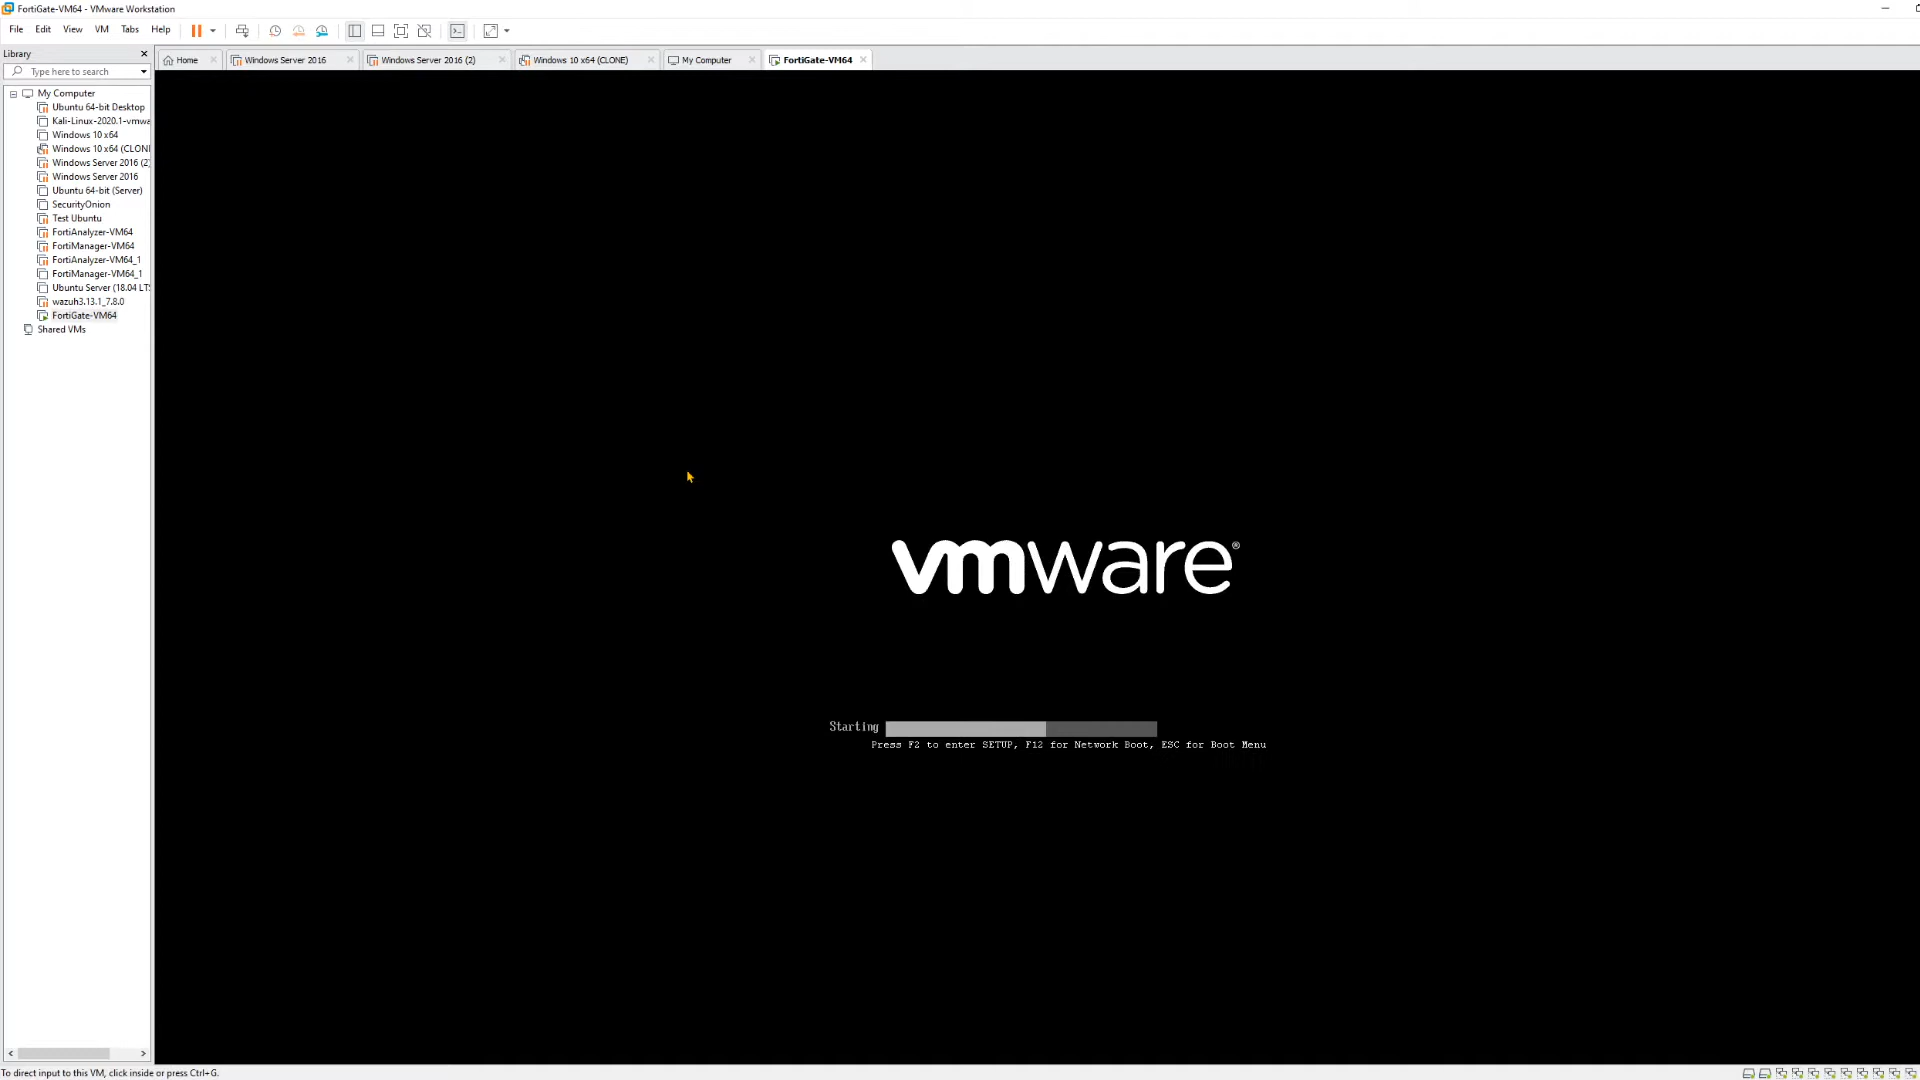 FortiGate-VM64 - VMware Workstation
File Edit View VM Tabs Help
Library
Type here to search
Home
Windows Server 2016
Windows Server 2016 (2)
Windows 10 x64 (CLONE)
My Computer
FortiGate-VM64
My Computer
Ubuntu 64-bit Desktop
Kali-Linux-2020.1-vmwa
Windows 10 x64
Windows 10 x64 (CLON
Windows Server 2016 (2)
Windows Server 2016
Ubuntu 64-bit (Server)
SecurityOnion
Test Ubuntu
FortiAnalyzer-VM64
FortiManager-VM64
FortiAnalyzer-VM64_1
FortiManager-VM64_1
Ubuntu Server (18.04 LT
wazuh3.13.1_7.8.0
FortiGate-VM64
Shared VMs
vmware®
Starting
Press F2 to enter SETUP, F12 for Network Boot, ESC for Boot Menu
To direct input to this VM, click inside or press Ctrl+G.